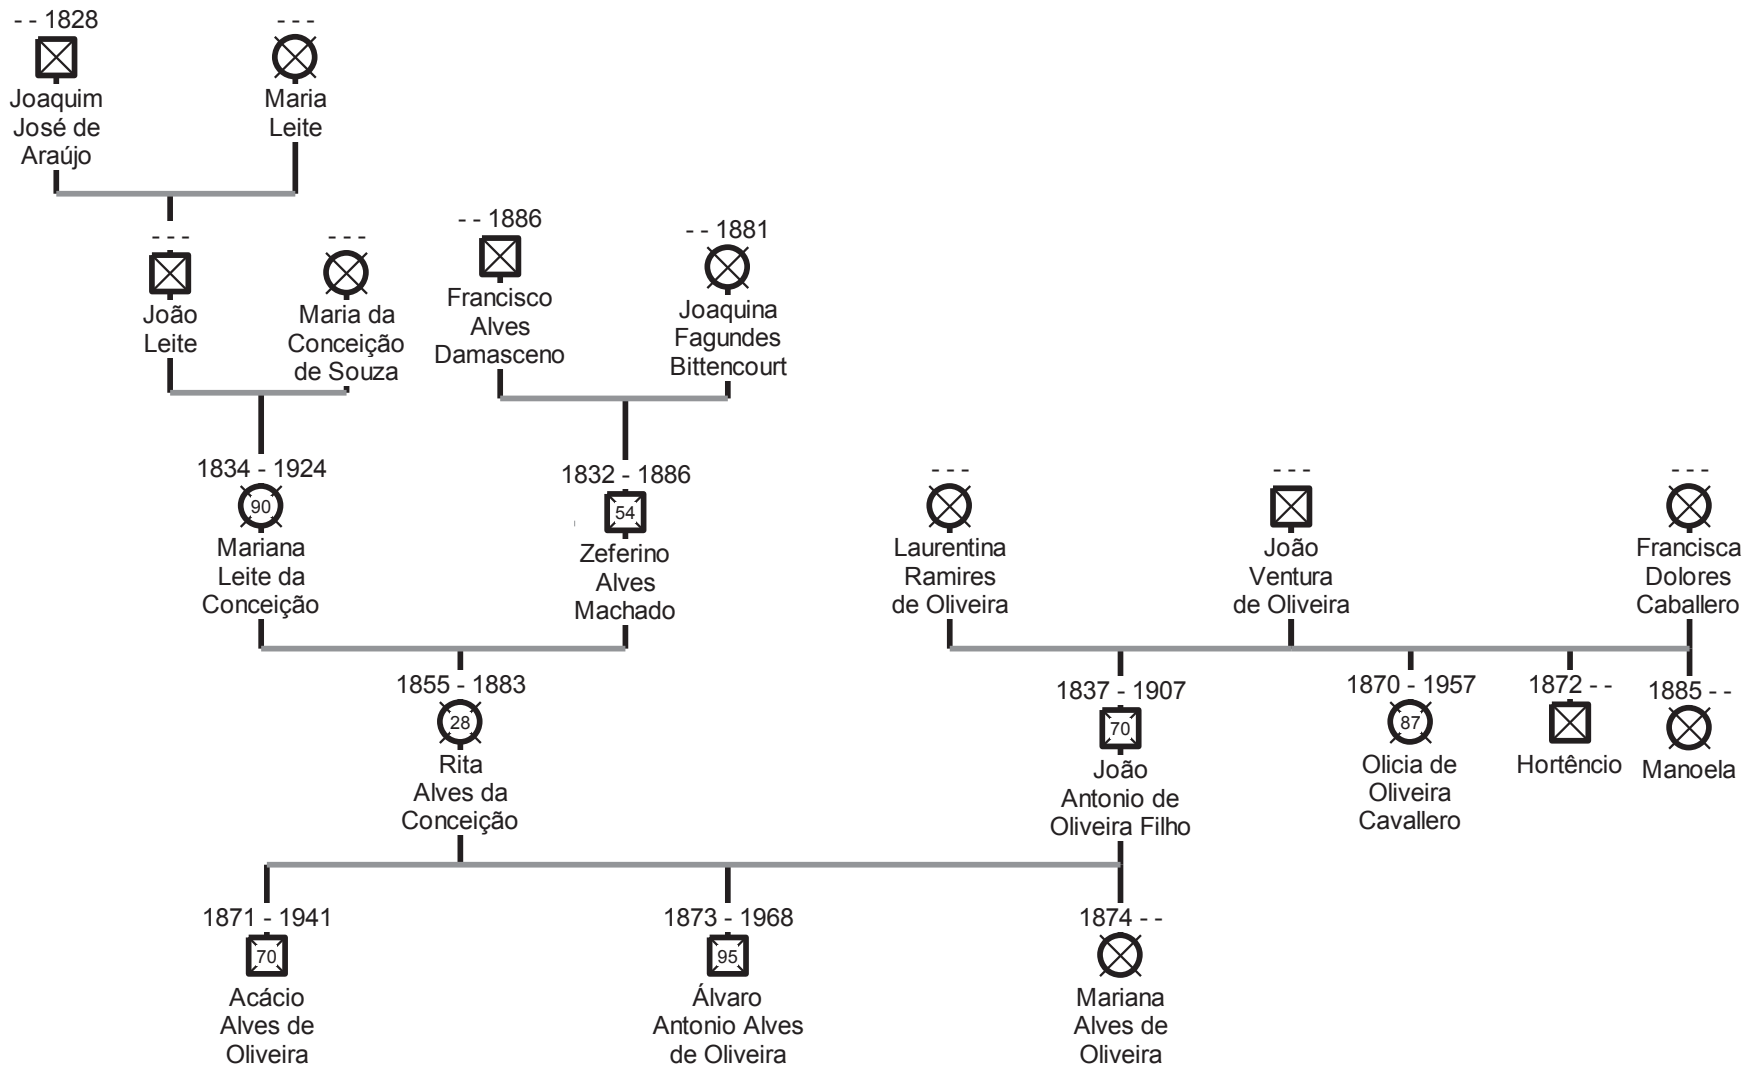 - - 1828
- - -
Joaquim
José de
Araújo
Maria
Leite
- - -
João
Leite
- - -
Maria da
Conceição
de Souza
- - 1886
Francisco
Alves
Damasceno
- - 1881
Joaquina
Fagundes
Bittencourt
1834 - 1924
90
Mariana
Leite da
Conceição
1832 - 1886
54
Zeferino
Alves
Machado
- - -
Laurentina
Ramires
de Oliveira
- - -
João
Ventura
de Oliveira
- - -
Francisca
Dolores
Caballero
1855 - 1883
28
Rita
Alves da
Conceição
1837 - 1907
70
João
Antonio de
Oliveira Filho
1870 - 1957
87
Olicia de
Oliveira
Cavallero
1872 - -
Hortêncio
1885 - -
Manoela
1871 - 1941
70
Acácio
Alves de
Oliveira
1873 - 1968
95
Álvaro
Antonio Alves
de Oliveira
1874 - -
Mariana
Alves de
Oliveira